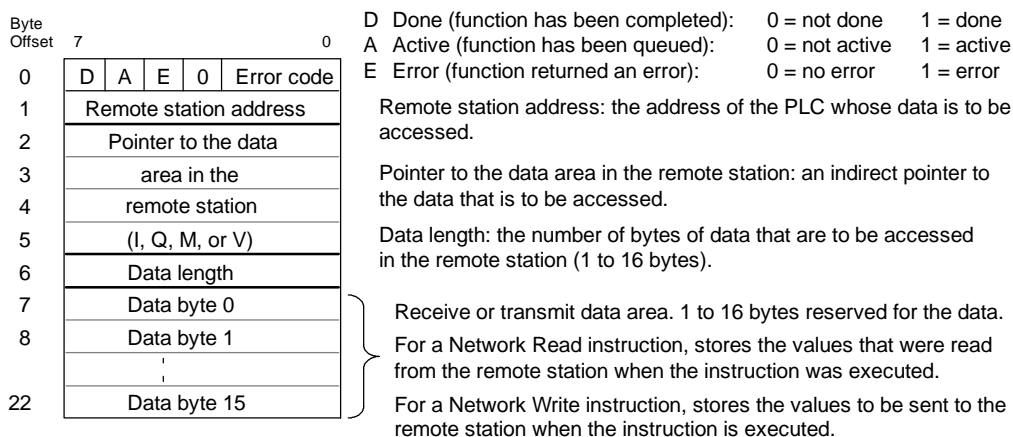 Byte
Offset 7 0
D Done (function has been completed): 0 = not done 1 = done
A Active (function has been queued): 0 = not active 1 = active
E Error (function returned an error): 0 = no error 1 = error
0 D A E 0 Error code
1 Remote station address
2 Pointer to the data
3 area in the
4 remote station
5 (I, Q, M, or V)
6 Data length
7 Data byte 0
8 Data byte 1
22 Data byte 15
Remote station address: the address of the PLC whose data is to be
accessed.
Pointer to the data area in the remote station: an indirect pointer to
the data that is to be accessed.
Data length: the number of bytes of data that are to be accessed
in the remote station (1 to 16 bytes).
Receive or transmit data area. 1 to 16 bytes reserved for the data.
For a Network Read instruction, stores the values that were read
from the remote station when the instruction was executed.
For a Network Write instruction, stores the values to be sent to the
remote station when the instruction is executed.